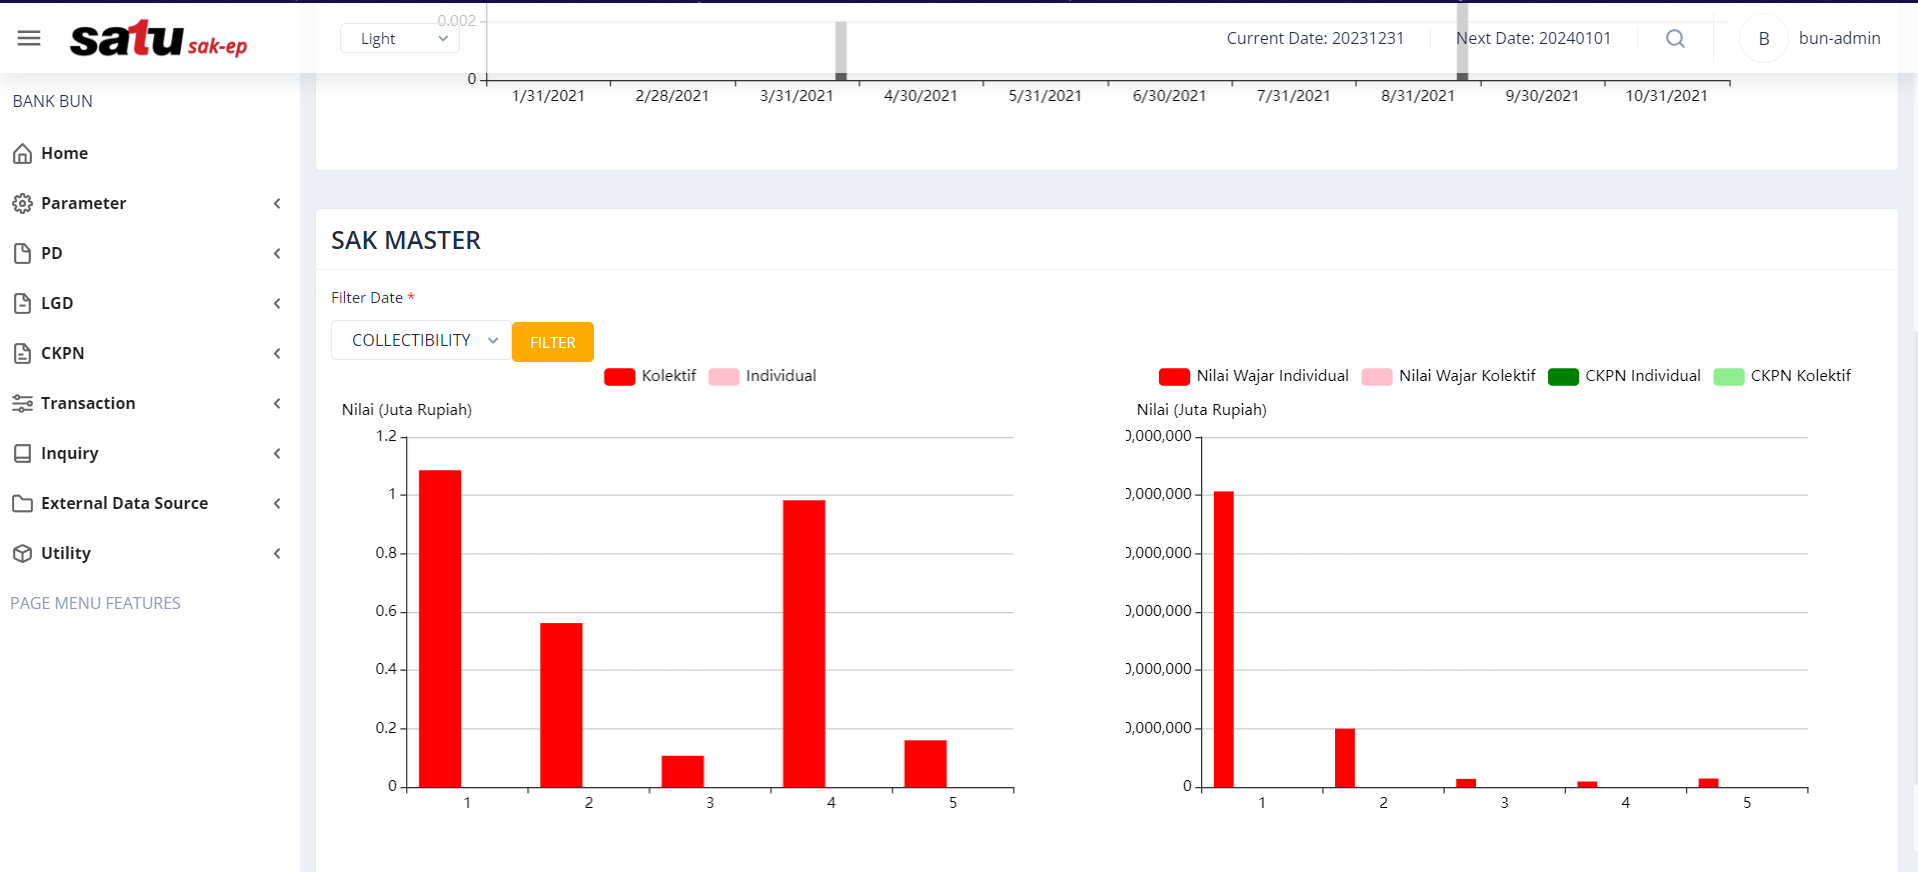 satu sak-ep
Light
0.002
Current Date: 20231231
Next Date: 20240101
B
bun-admin
0
1/31/2021 2/28/2021 3/31/2021 4/30/2021 5/31/2021 6/30/2021 7/31/2021 8/31/2021 9/30/2021 10/31/2021
BANK BUN
Home
Parameter
PD
LGD
CKPN
Transaction
Inquiry
External Data Source
Utility
PAGE MENU FEATURES
SAK MASTER
Filter Date *
COLLECTIBILITY
FILTER
Kolektif Individual
Nilai (Juta Rupiah)
1.2
1
0.8
0.6
0.4
0.2
0
1 2 3 4 5
Nilai Wajar Individual Nilai Wajar Kolektif CKPN Individual CKPN Kolektif
Nilai (Juta Rupiah)
0,000,000
0,000,000
0,000,000
0,000,000
0,000,000
0,000,000
0
1 2 3 4 5